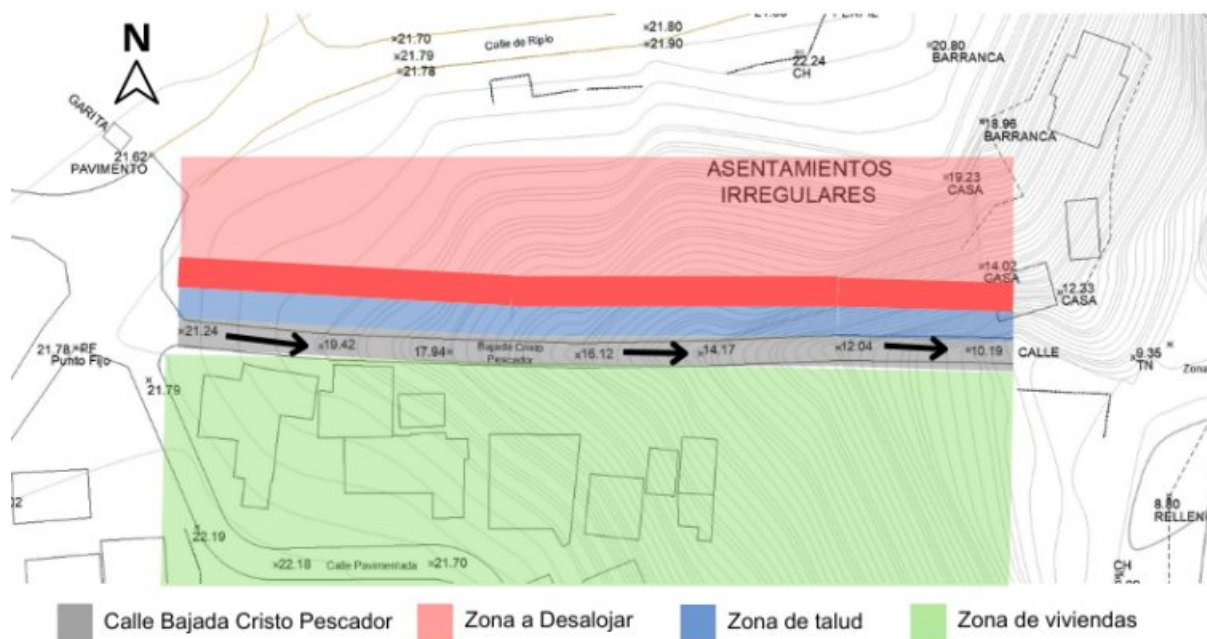 N
×21.70
×21.79
×21.78
Calle de Ripio
×21.80
×21.90
×22.24
CH
×20.80
BARRANCA
×18.96
BARRANCA
GARITA
21.62×
PAVIMENTO
ASENTAMIENTOS
IRREGULARES
×19.23
CASA
×14.02
CASA
×12.33
CASA
×21.24
×19.42
17.94×
Bajada Cristo
Pescador
×16.12
×14.17
×12.04
×10.19
CALLE
×9.35
TN
Zona
21.78×RF
Punto Fijo
×21.79
×22.19
×22.18
Calle Pavimentada
×21.70
8.80
CH
Calle Bajada Cristo Pescador
Zona a Desalojar
Zona de talud
Zona de viviendas